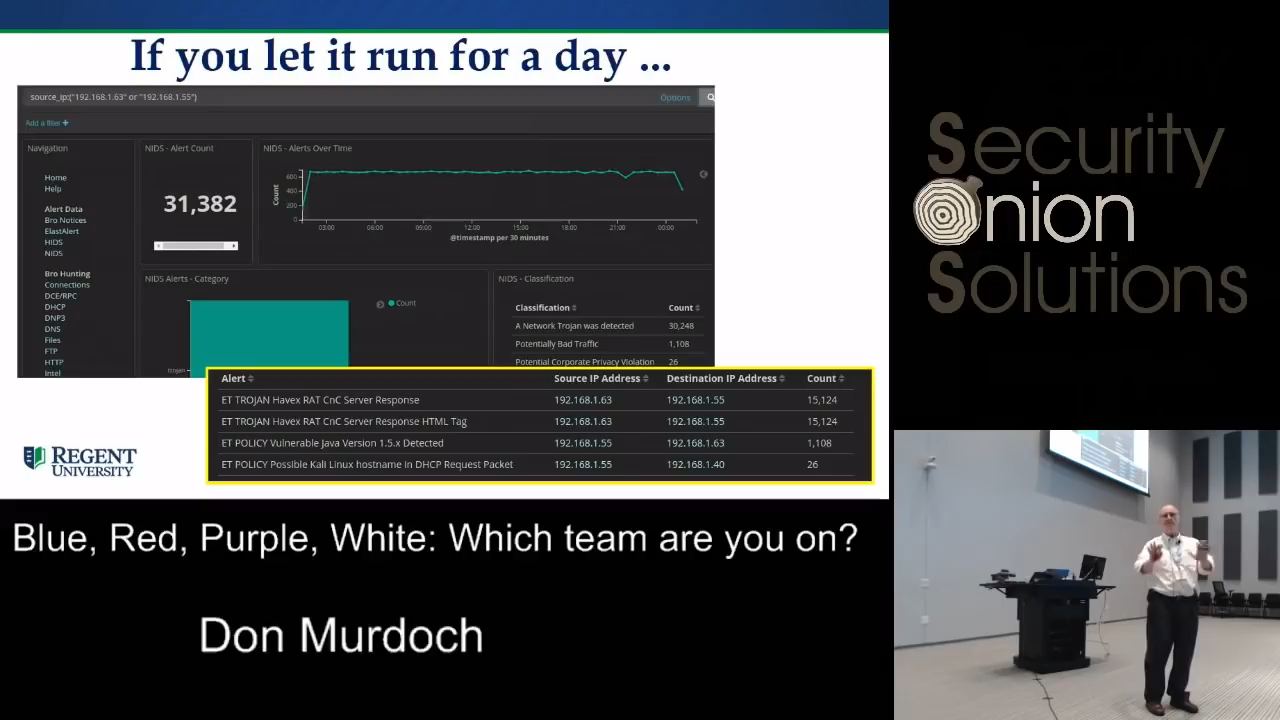 If you let it run for a day ...
source_ip:("192.168.1.63" or "192.168.1.55")
Options
Add a filter +
Navigation
Home
Help
Alert Data
Bro Notices
ElastAlert
HIDS
NIDS
Bro Hunting
Connections
DCE/RPC
DHCP
DNP3
DNS
Files
FTP
HTTP
Intel
NIDS - Alert Count
31,382
NIDS - Alerts Over Time
Count
600
400
200
0
03:00 06:00 09:00 12:00 15:00 18:00 21:00 00:00
@timestamp per 30 minutes
NIDS Alerts - Category
Count
trojan
NIDS - Classification
Classification Count
A Network Trojan was detected 30,248
Potentially Bad Traffic 1,108
Potential Corporate Privacy Violation 26
Alert Source IP Address Destination IP Address Count
ET TROJAN Havex RAT CnC Server Response 192.168.1.63 192.168.1.55 15,124
ET TROJAN Havex RAT CnC Server Response HTML Tag 192.168.1.63 192.168.1.55 15,124
ET POLICY Vulnerable Java Version 1.5.x Detected 192.168.1.55 192.168.1.63 1,108
ET POLICY Possible Kali Linux hostname in DHCP Request Packet 192.168.1.55 192.168.1.40 26
REGENT
UNIVERSITY
Security
Onion
Solutions
Blue, Red, Purple, White: Which team are you on?
Don Murdoch